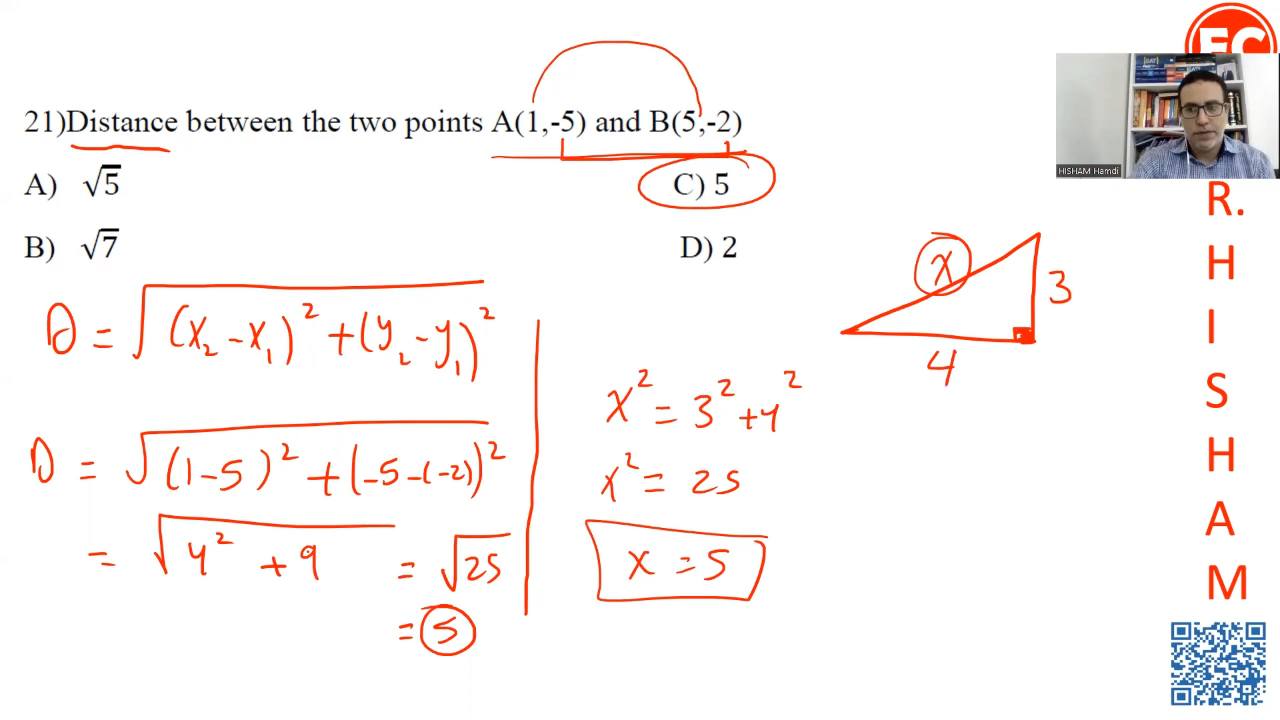 21)Distance between the two points A(1,-5) and B(5,-2)
A) √5
C) 5
B) √7
D) 2
D = √(x₂ - x₁)² + (y₂ - y₁)²
D = √(1 - 5)² + (-5 - (-2))²
= √4² + 9 = √25
= 5
x² = 3² + 4²
x² = 25
x = 5
x
3
4
EC
HISHAM Hamdi
R.
H
I
S
H
A
M